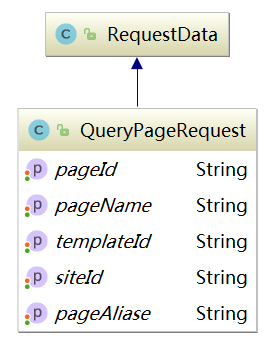 C RequestData
C QueryPageRequest
p pageId String
p pageName String
p templateId String
p siteId String
p pageAliase String